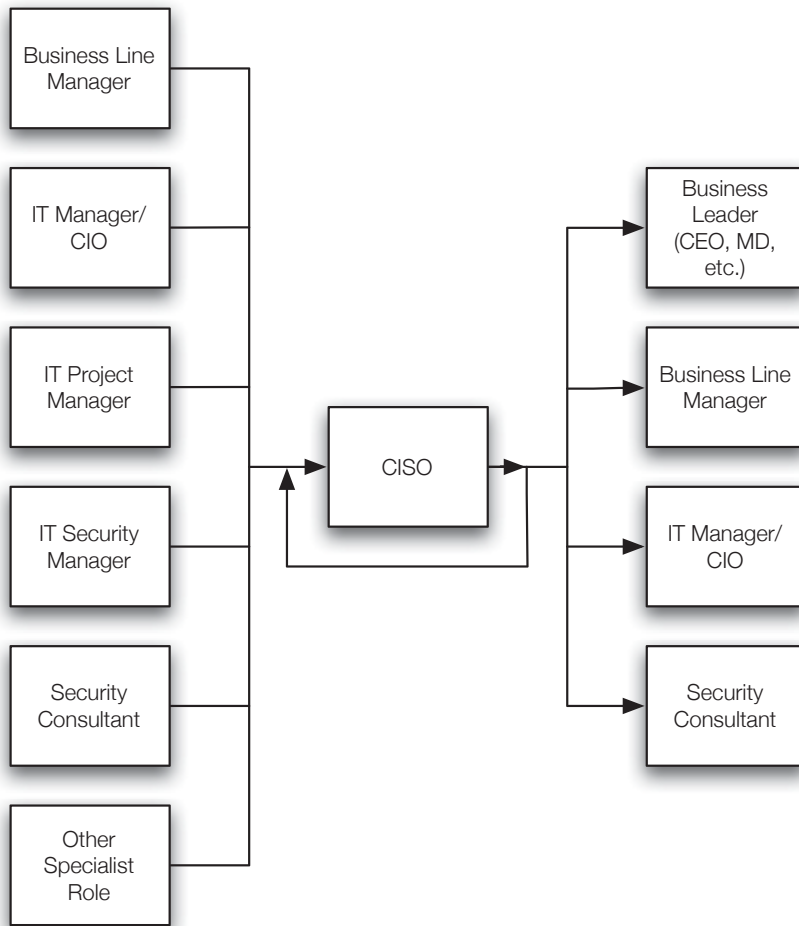 Business Line
Manager
IT Manager/
CIO
IT Project
Manager
IT Security
Manager
Security
Consultant
Other
Specialist
Role
CISO
Business
Leader
(CEO, MD,
etc.)
Business Line
Manager
IT Manager/
CIO
Security
Consultant